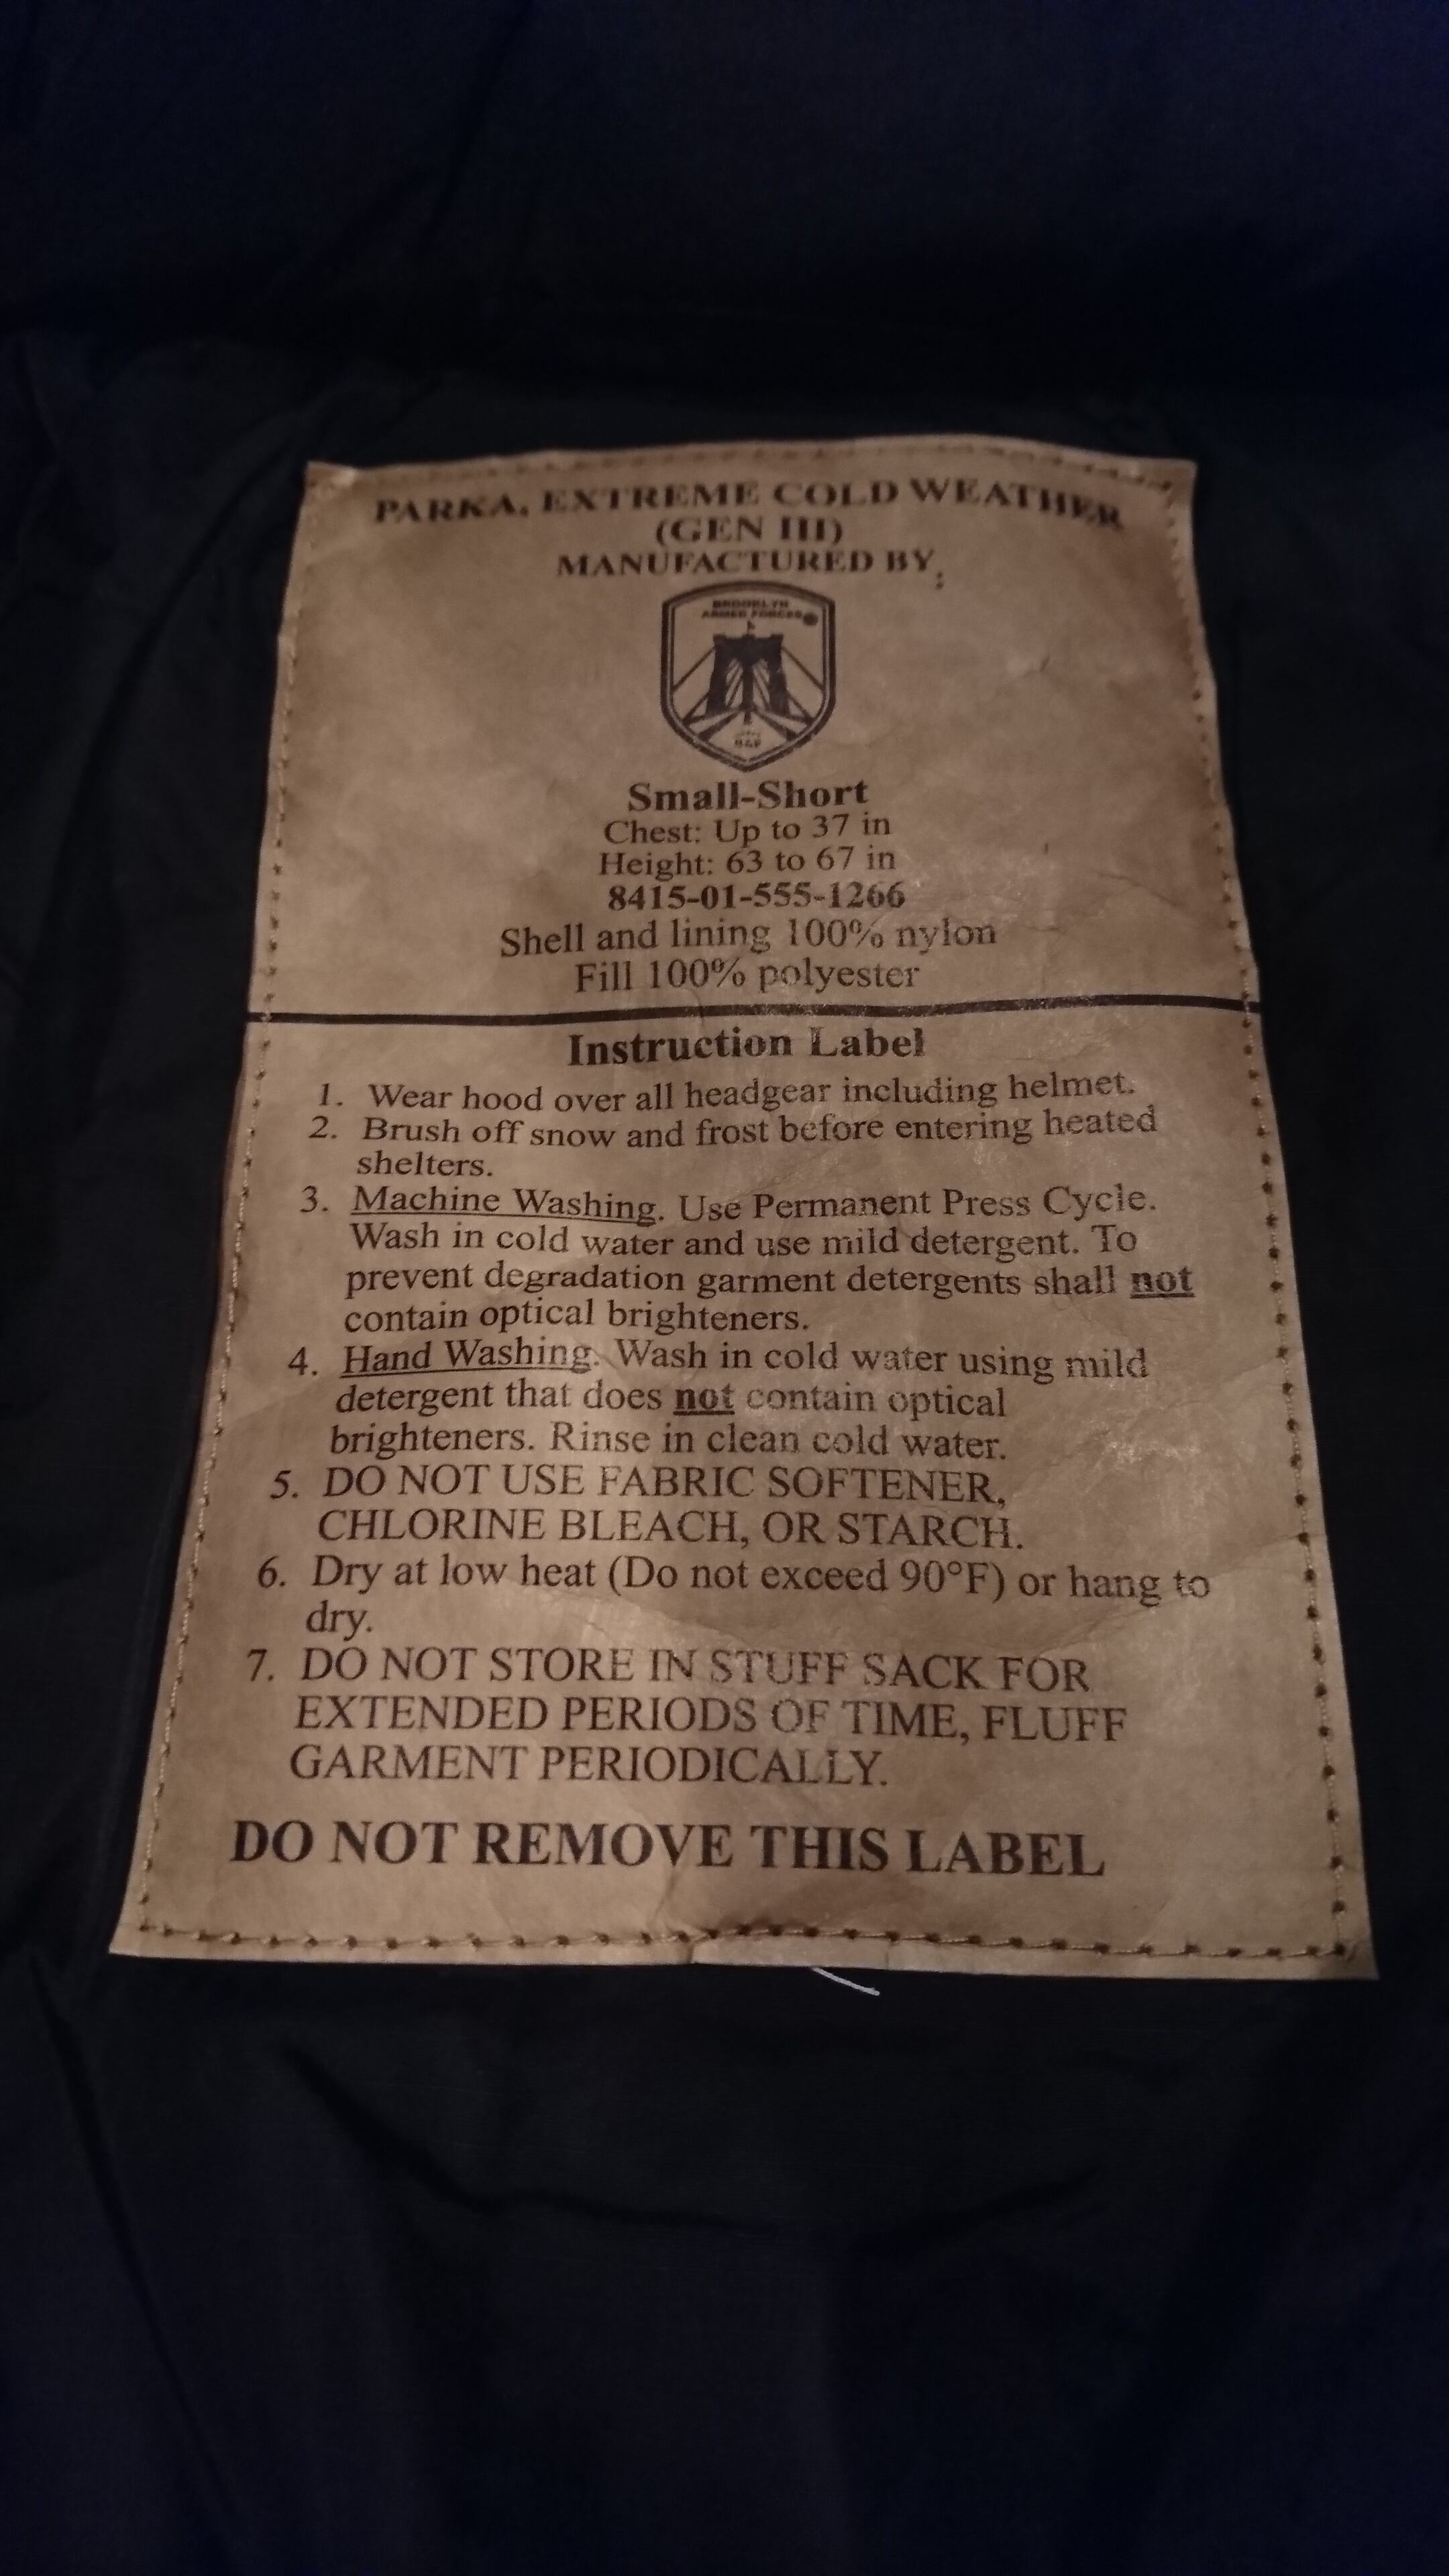 PARKA, EXTREME COLD WEATHER
(GEN III)
MANUFACTURED BY:
BROOKLYN
ARMED FORCES
BAF
Small-Short
Chest: Up to 37 in
Height: 63 to 67 in
8415-01-555-1266
Shell and lining 100% nylon
Fill 100% polyester
Instruction Label
1. Wear hood over all headgear including helmet.
2. Brush off snow and frost before entering heated
shelters.
3. Machine Washing. Use Permanent Press Cycle.
Wash in cold water and use mild detergent. To
prevent degradation garment detergents shall not
contain optical brighteners.
4. Hand Washing. Wash in cold water using mild
detergent that does not contain optical
brighteners. Rinse in clean cold water.
5. DO NOT USE FABRIC SOFTENER,
CHLORINE BLEACH, OR STARCH.
6. Dry at low heat (Do not exceed 90°F) or hang to
dry.
7. DO NOT STORE IN STUFF SACK FOR
EXTENDED PERIODS OF TIME, FLUFF
GARMENT PERIODICALLY.
DO NOT REMOVE THIS LABEL